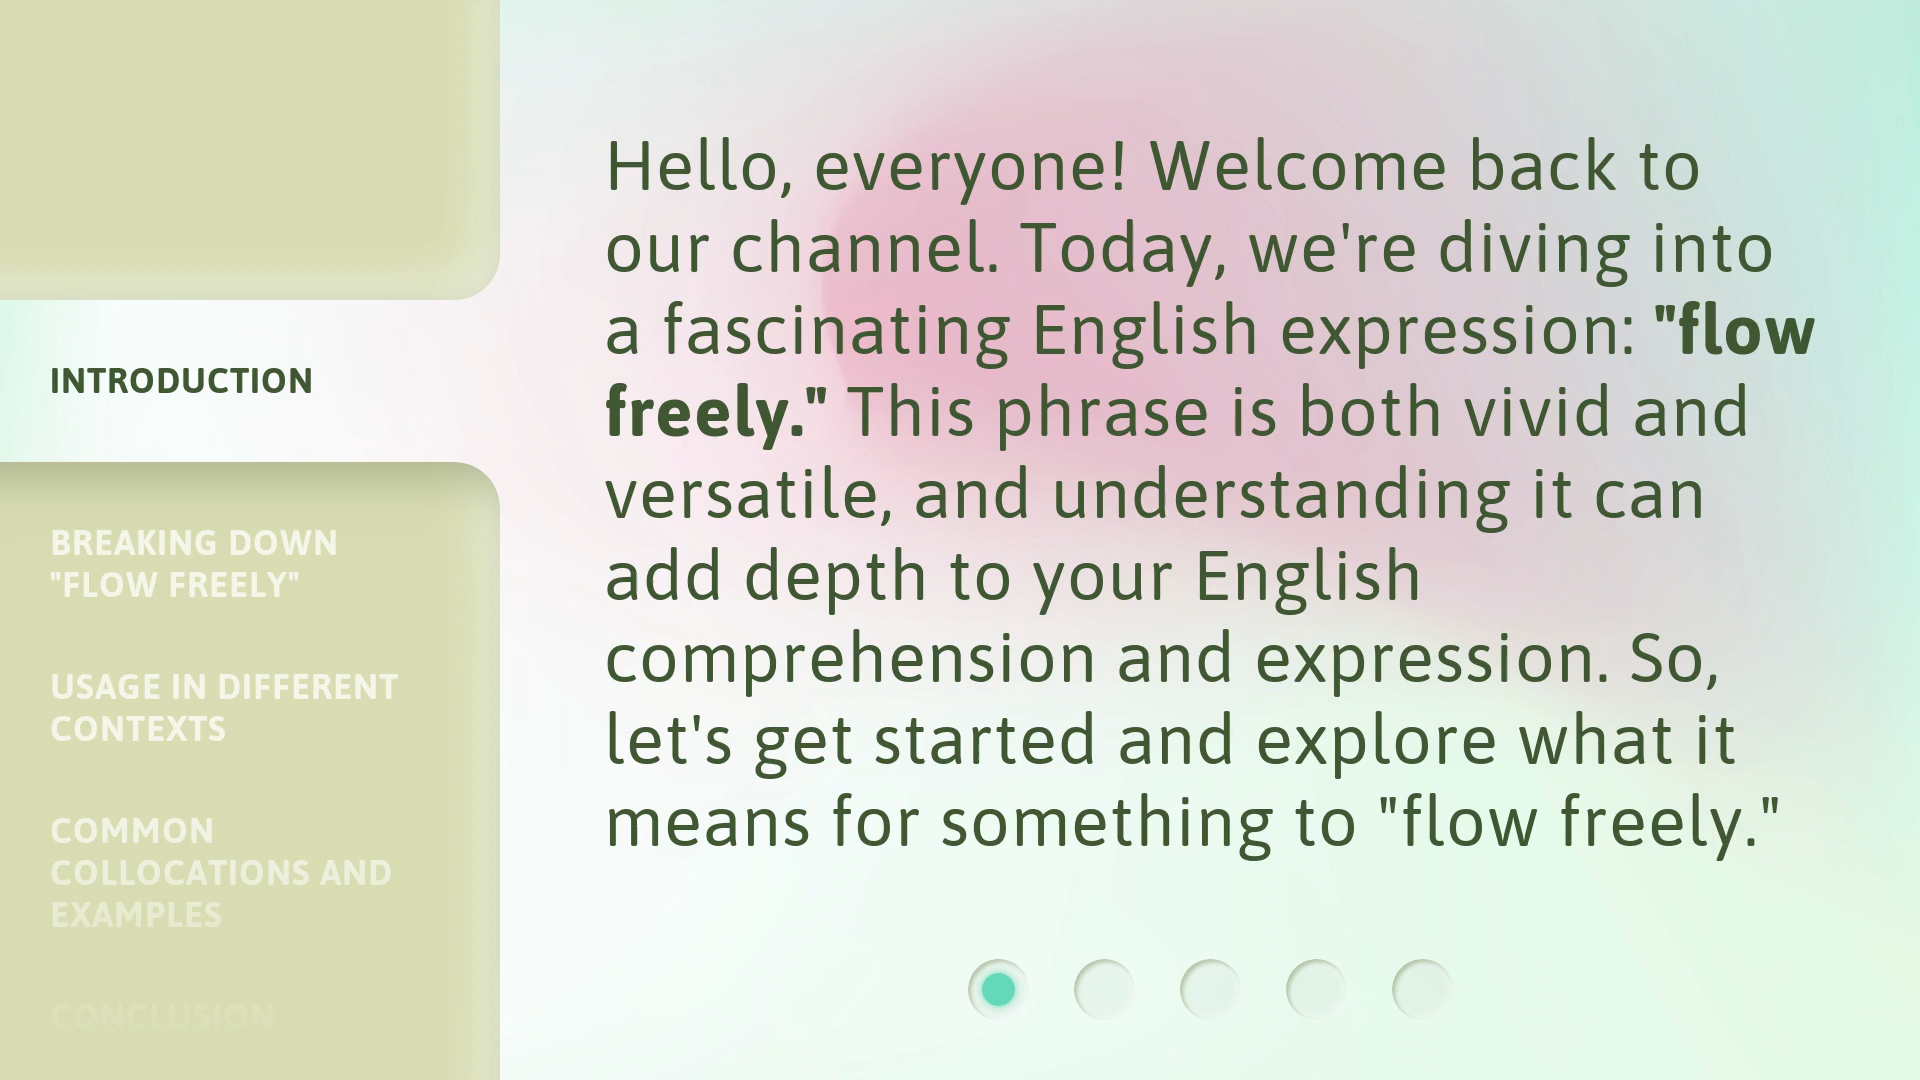 INTRODUCTION
BREAKING DOWN
"FLOW FREELY"
USAGE IN DIFFERENT
CONTEXTS
COMMON
COLLOCATIONS AND
EXAMPLES
CONCLUSION
Hello, everyone! Welcome back to
our channel. Today, we're diving into
a fascinating English expression: "flow
freely." This phrase is both vivid and
versatile, and understanding it can
add depth to your English
comprehension and expression. So,
let's get started and explore what it
means for something to "flow freely."